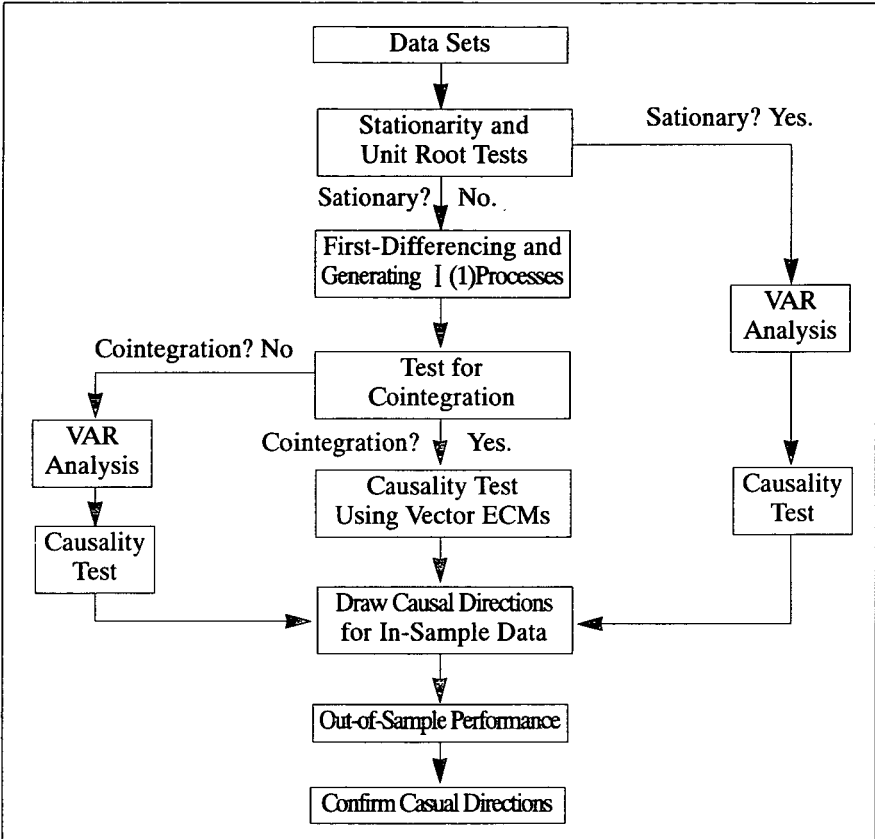 Data Sets
Stationarity and
Unit Root Tests
Sationary? Yes.
Sationary? No.
First-Differencing and
Generating I (1)Processes
VAR
Analysis
Cointegration? No
Test for
Cointegration
VAR
Analysis
Cointegration? Yes.
Causality Test
Using Vector ECMs
Causality
Test
Causality
Test
Draw Causal Directions
for In-Sample Data
Out-of-Sample Performance
Confirm Casual Directions